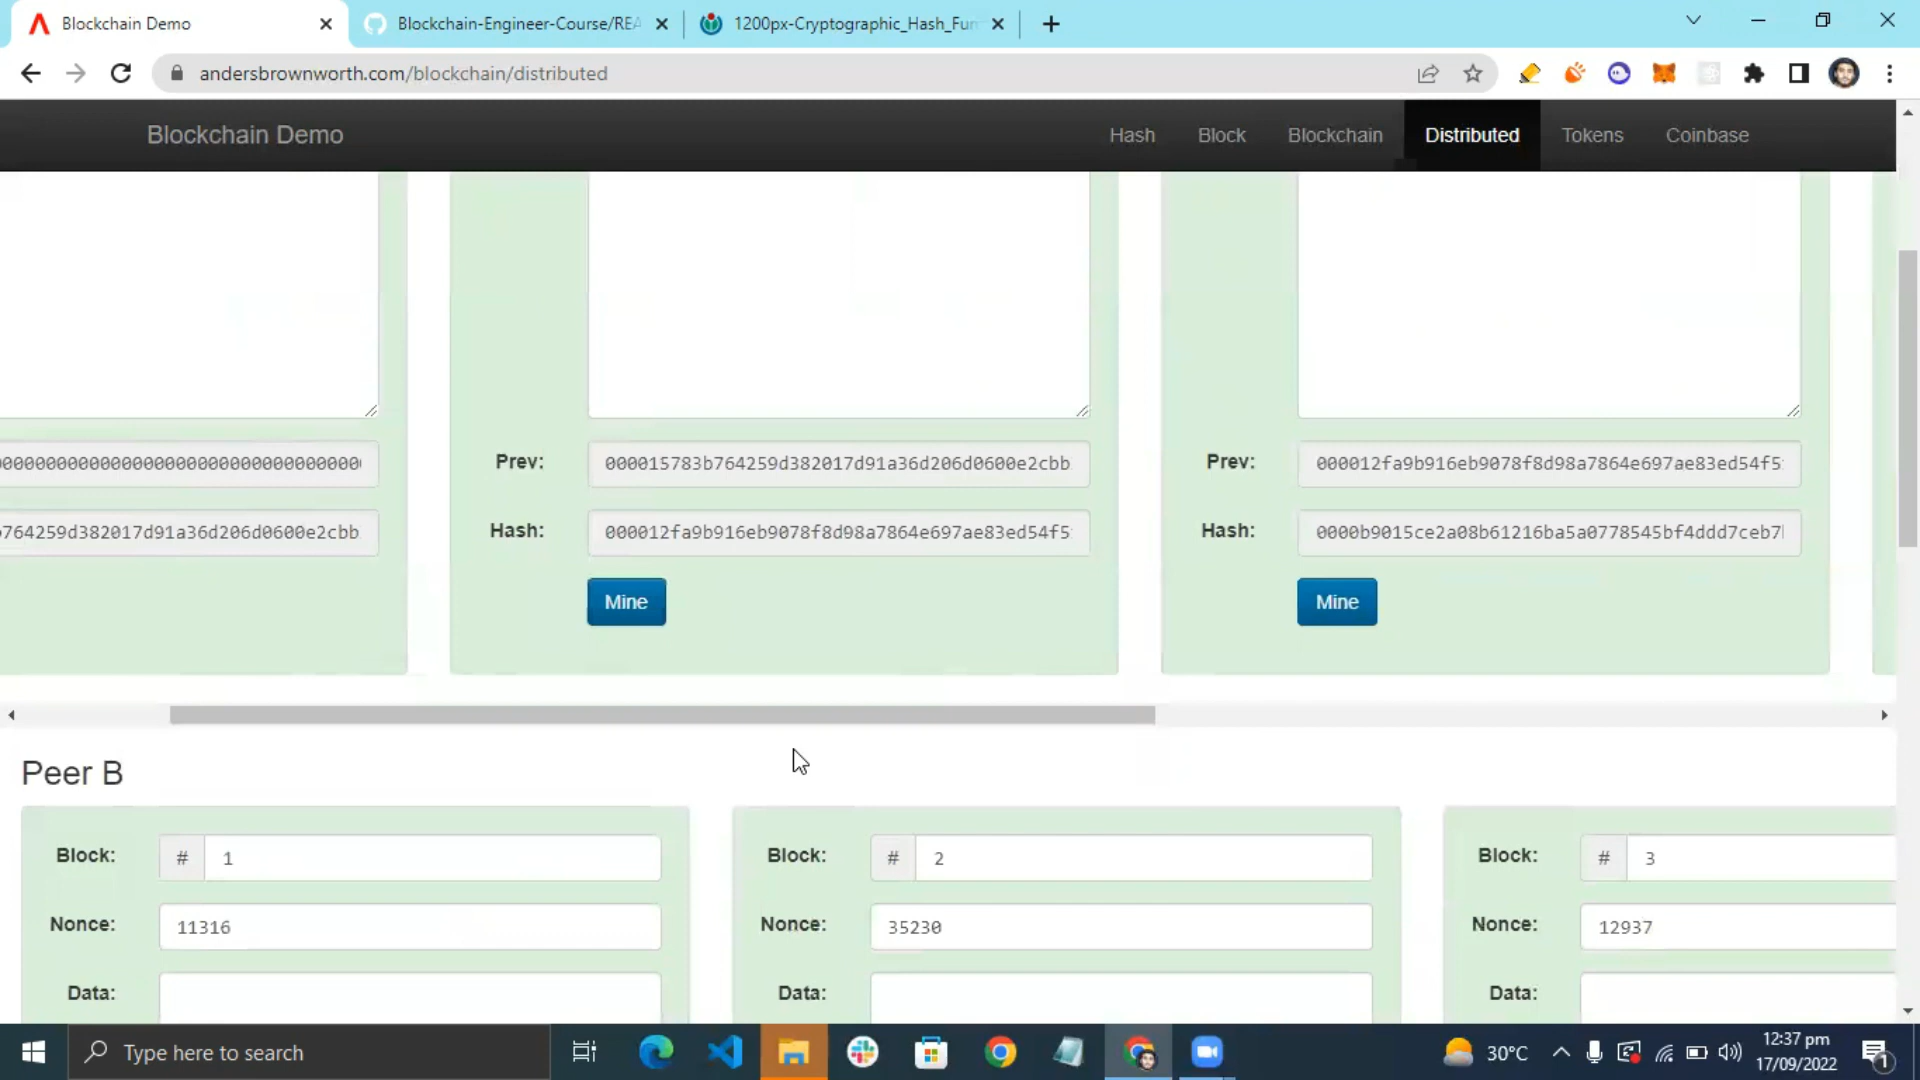 Blockchain Demo
Blockchain-Engineer-Course/REA
1200px-Cryptographic_Hash_Fun
andersbrownworth.com/blockchain/distributed
Blockchain Demo
Hash
Block
Blockchain
Distributed
Tokens
Coinbase
Prev:
000015783b764259d382017d91a36d206d0600e2cbb
Prev:
000012fa9b916eb9078f8d98a7864e697ae83ed54f5
764259d382017d91a36d206d0600e2cbb
Hash:
000012fa9b916eb9078f8d98a7864e697ae83ed54f5
Hash:
0000b9015ce2a08b61216ba5a0778545bf4ddd7ceb7
Mine
Mine
Peer B
Block: # 1
Block: # 2
Block: # 3
Nonce: 11316
Nonce: 35230
Nonce: 12937
Data:
Data:
Data:
Type here to search
30°C
12:37 pm
17/09/2022
1